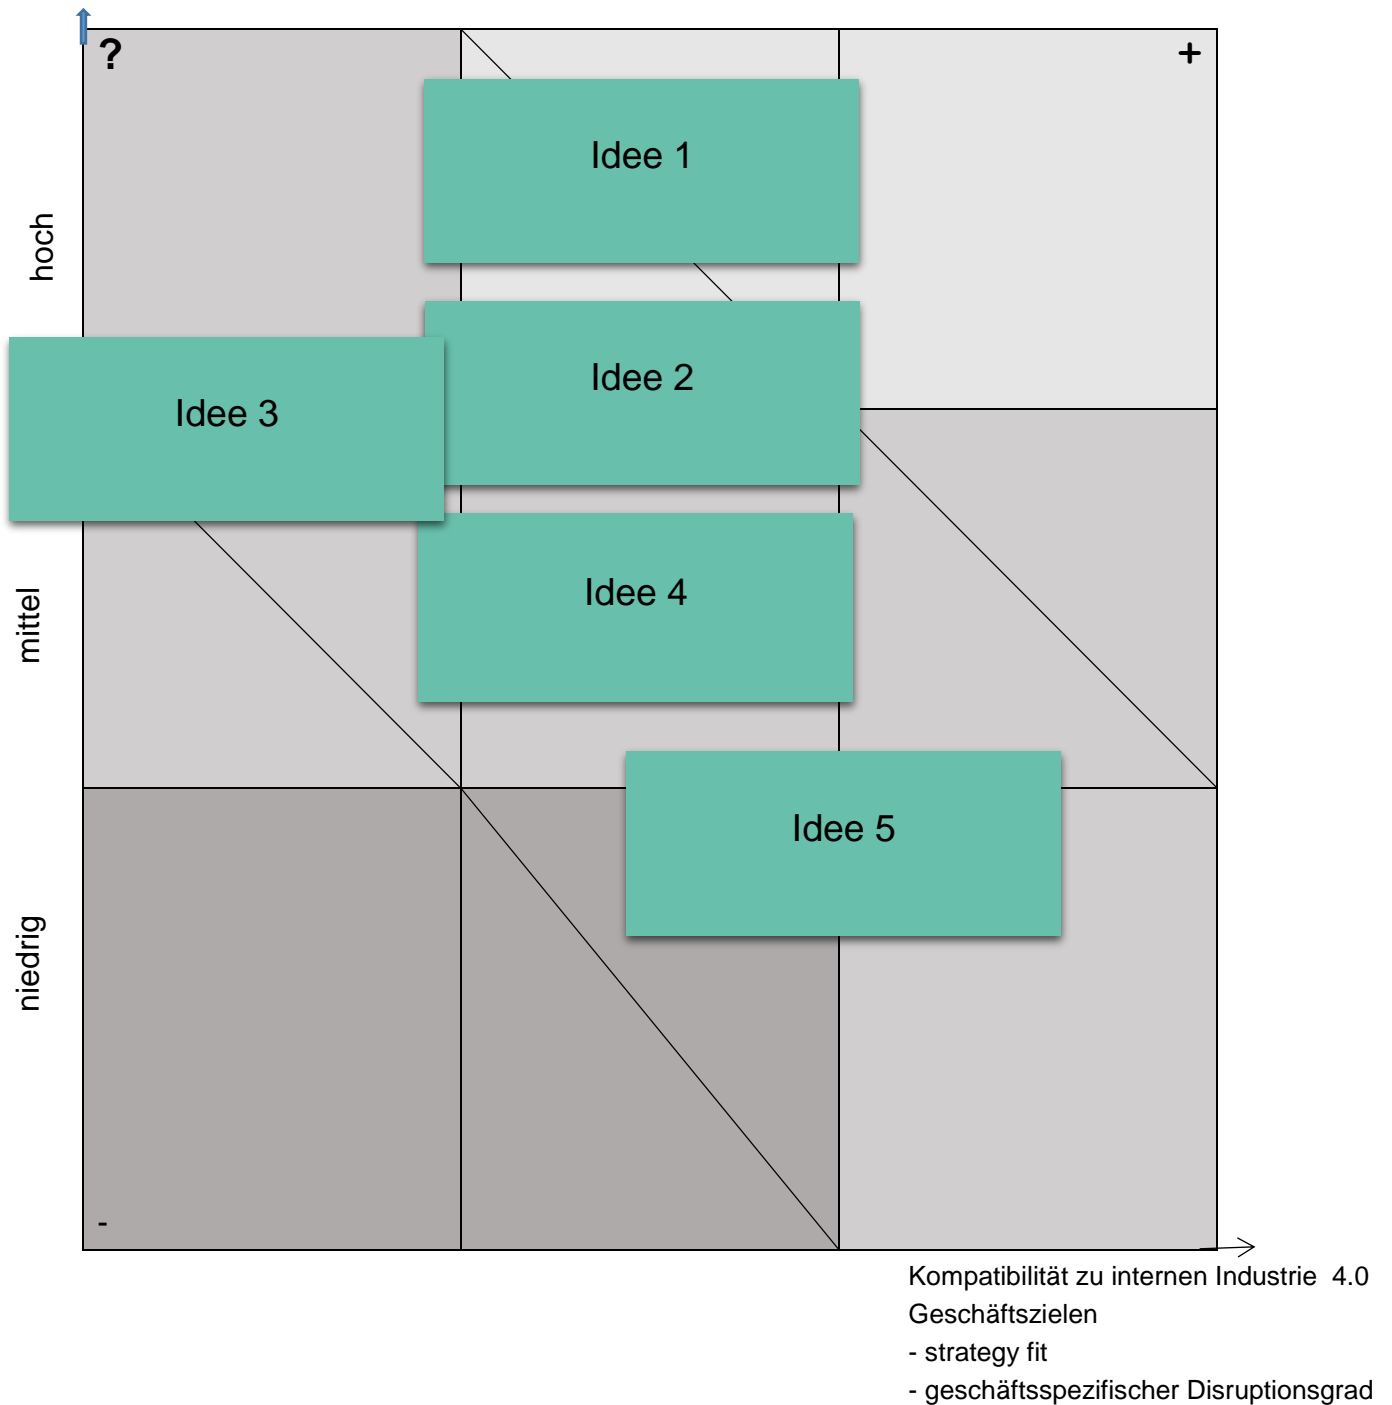 ?
+
Idee 1
hoch
Idee 2
Idee 3
Idee 4
mittel
Idee 5
niedrig
-
Kompatibilität zu internen Industrie 4.0
Geschäftszielen
- strategy fit
- geschäftsspezifischer Disruptionsgrad